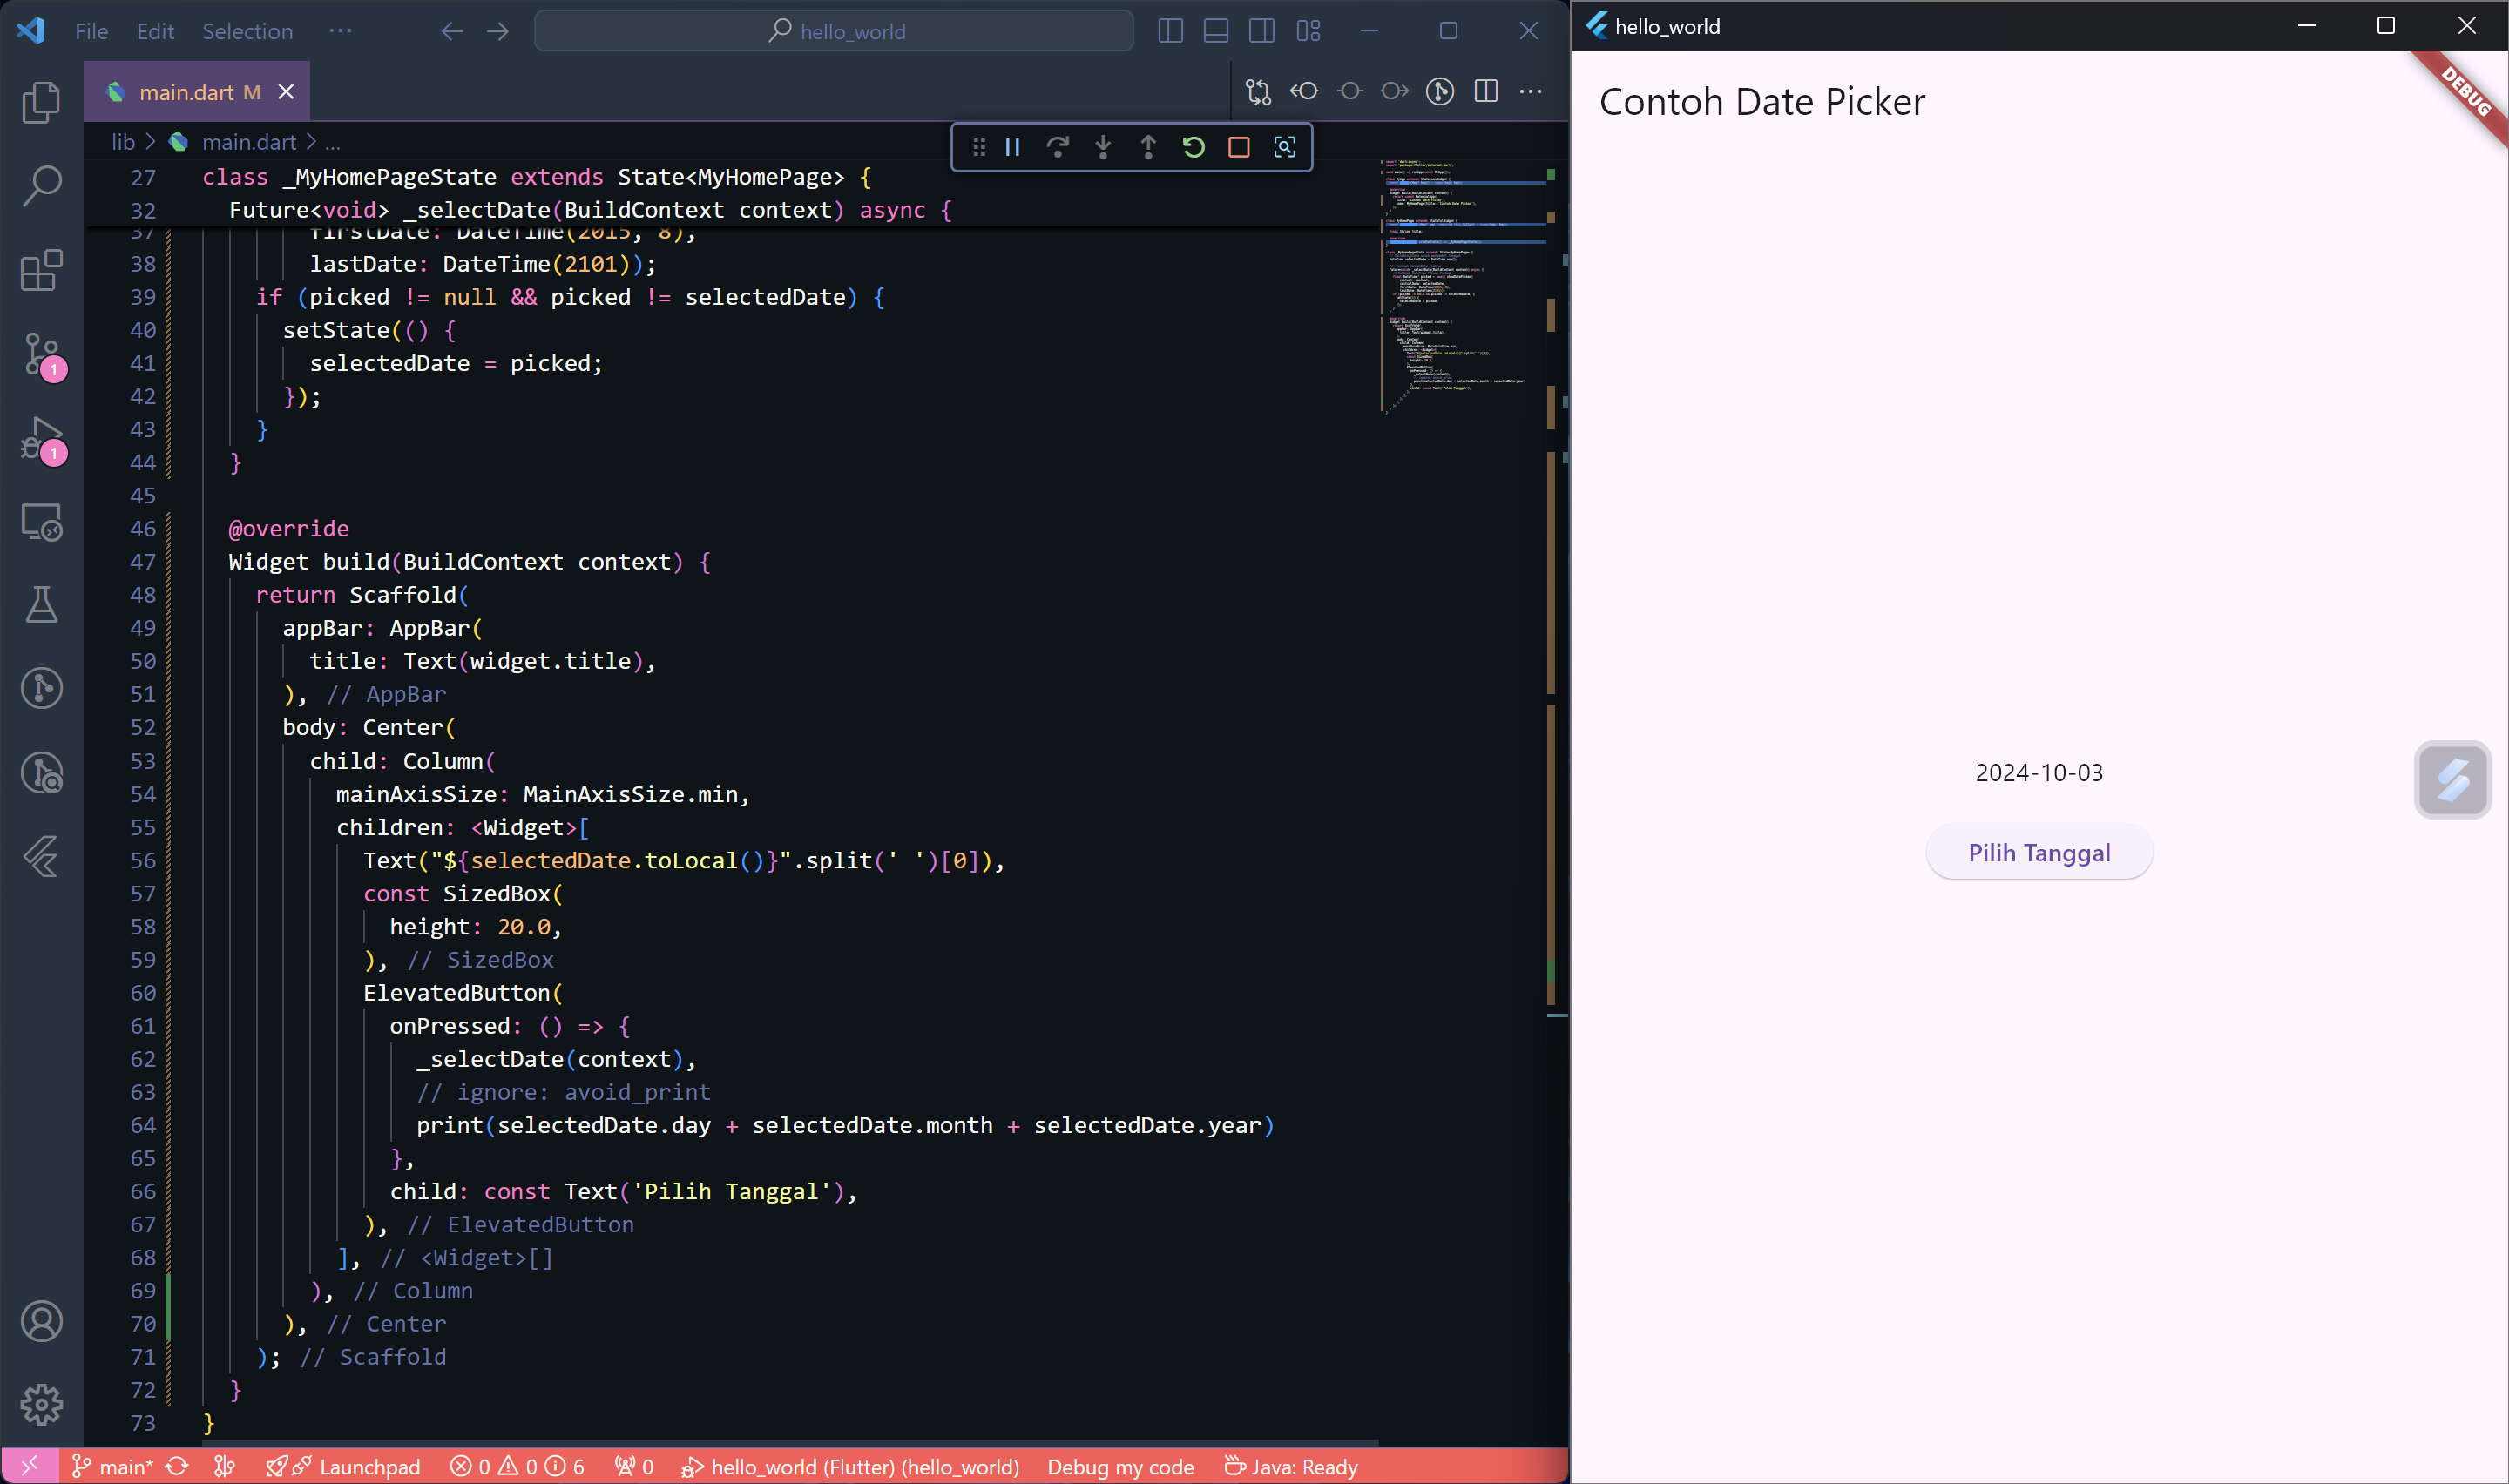 File Edit Selection ···
hello_world
main.dart M
lib > main.dart > ...
27 class _MyHomePageState extends State<MyHomePage> {
32 Future<void> _selectDate(BuildContext context) async {
37 firstDate: DateTime(2015, 8),
38 lastDate: DateTime(2101));
39 if (picked != null && picked != selectedDate) {
40 setState(() {
41 selectedDate = picked;
42 });
43 }
44 }
45
46 @override
47 Widget build(BuildContext context) {
48 return Scaffold(
49 appBar: AppBar(
50 title: Text(widget.title),
51 ), // AppBar
52 body: Center(
53 child: Column(
54 mainAxisSize: MainAxisSize.min,
55 children: <Widget>[
56 Text("${selectedDate.toLocal()}".split(' ')[0]),
57 const SizedBox(
58 height: 20.0,
59 ), // SizedBox
60 ElevatedButton(
61 onPressed: () => {
62 _selectDate(context),
63 // ignore: avoid_print
64 print(selectedDate.day + selectedDate.month + selectedDate.year)
65 },
66 child: const Text('Pilih Tanggal'),
67 ), // ElevatedButton
68 ], // <Widget>[]
69 ), // Column
70 ), // Center
71 ); // Scaffold
72 }
73 }
1
1
main* Launchpad 0 0 6 0 hello_world (Flutter) (hello_world) Debug my code Java: Ready
hello_world
DEBUG
Contoh Date Picker
2024-10-03
Pilih Tanggal